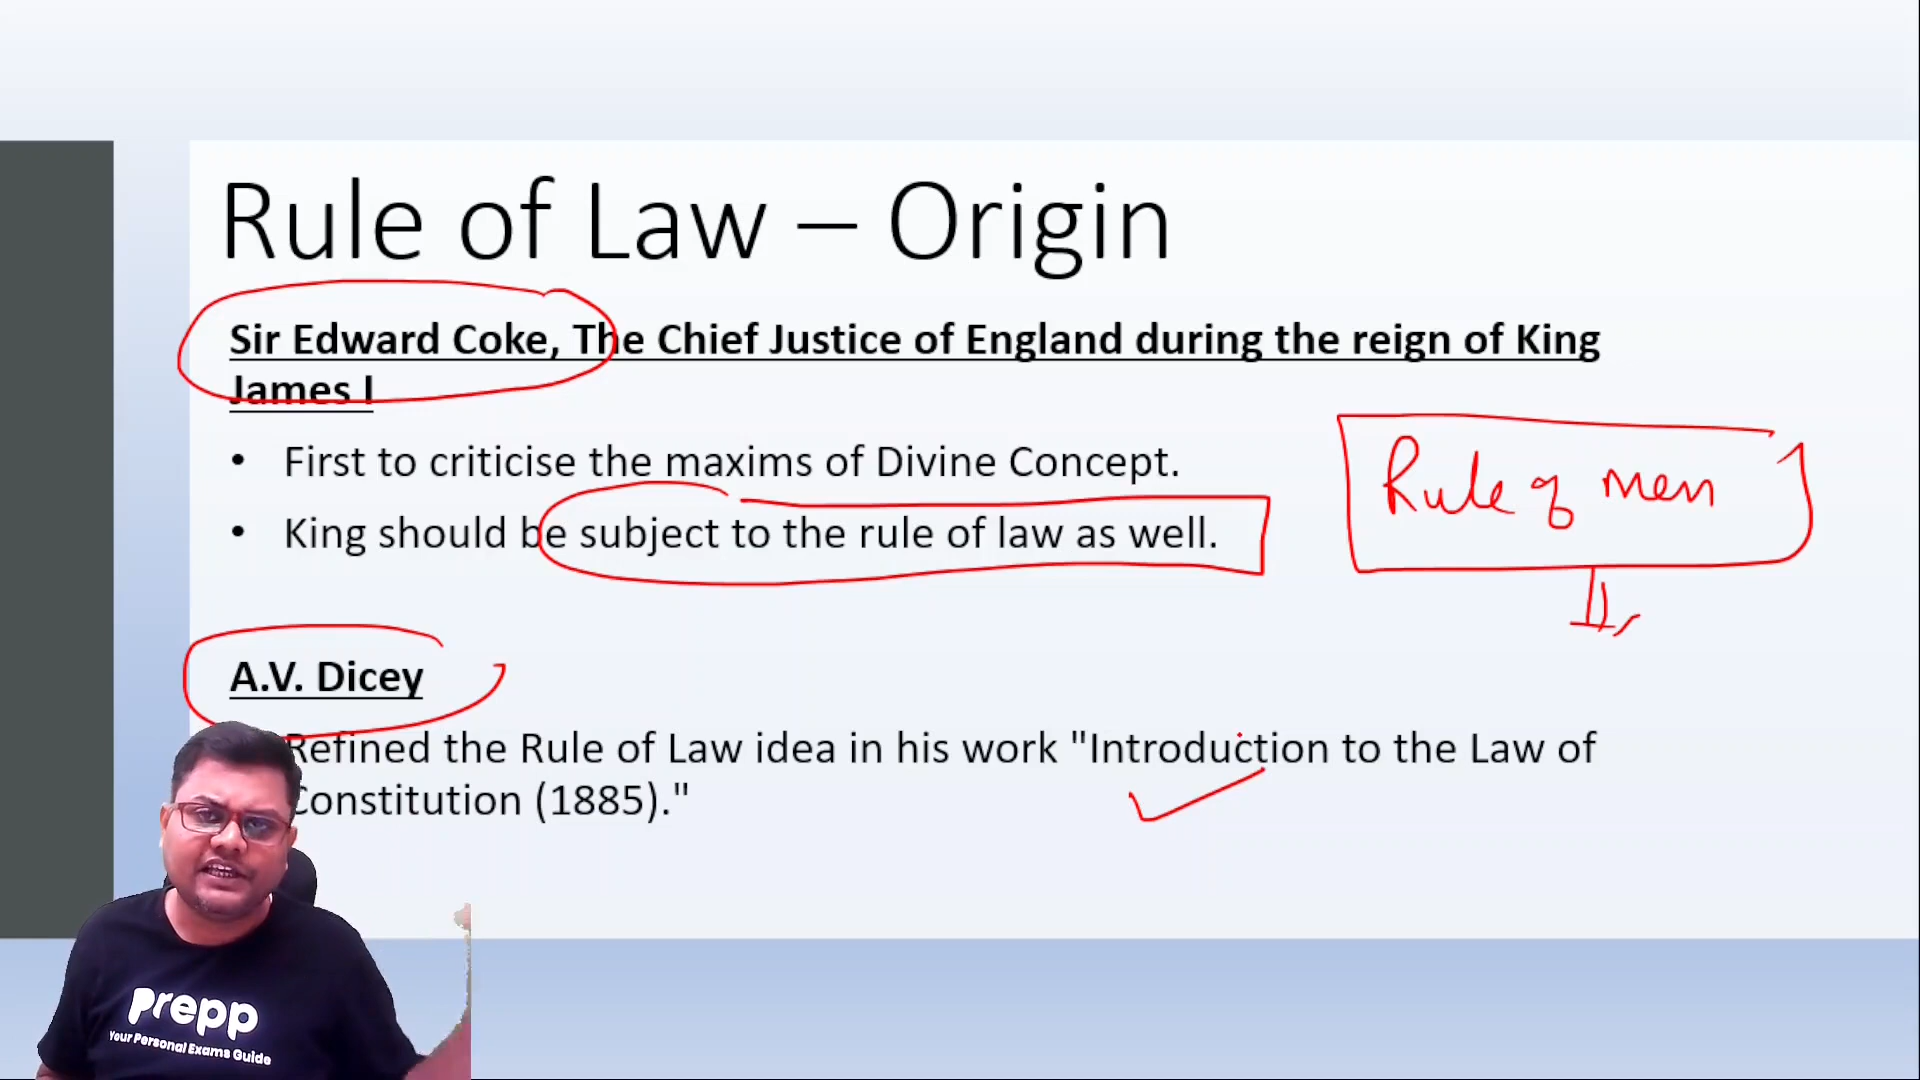 Rule of Law – Origin
Sir Edward Coke, The Chief Justice of England during the reign of King
James I
• First to criticise the maxims of Divine Concept.
• King should be subject to the rule of law as well.
Rule of men
A.V. Dicey
Refined the Rule of Law idea in his work "Introduction to the Law of
Constitution (1885)."
prepp
Your Personal Exams Guide